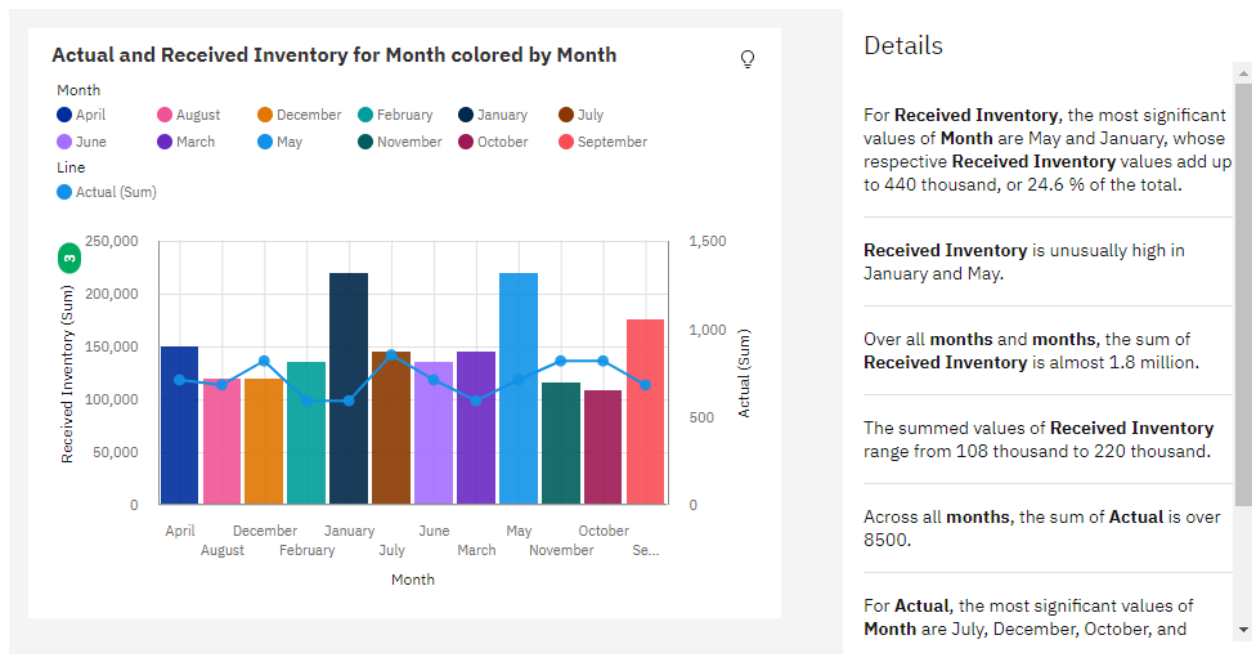 Actual and Received Inventory for Month colored by Month
Month
April August December February January July
June March May November October September
Line
Actual (Sum)
3
Received Inventory (Sum)
250,000
200,000
150,000
100,000
50,000
0
1,500
1,000
500
0
Actual (Sum)
April December January June May October
August February July March November Se...
Month
Details
For Received Inventory, the most significant
values of Month are May and January, whose
respective Received Inventory values add up
to 440 thousand, or 24.6 % of the total.
Received Inventory is unusually high in
January and May.
Over all months and months, the sum of
Received Inventory is almost 1.8 million.
The summed values of Received Inventory
range from 108 thousand to 220 thousand.
Across all months, the sum of Actual is over
8500.
For Actual, the most significant values of
Month are July, December, October, and